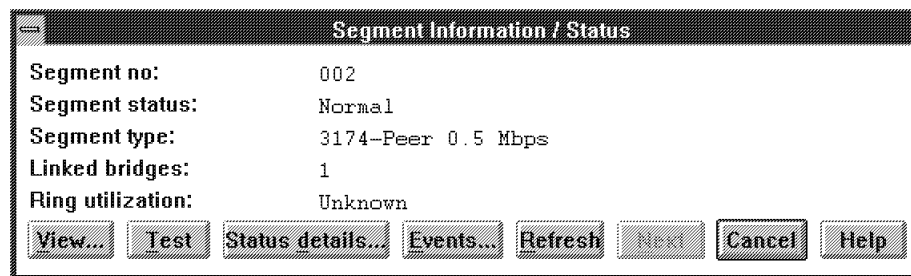 Segment Information / Status
Segment no: 002
Segment status: Normal
Segment type: 3174-Peer 0.5 Mbps
Linked bridges: 1
Ring utilization: Unknown
View... Test Status details... Events... Refresh Next Cancel Help